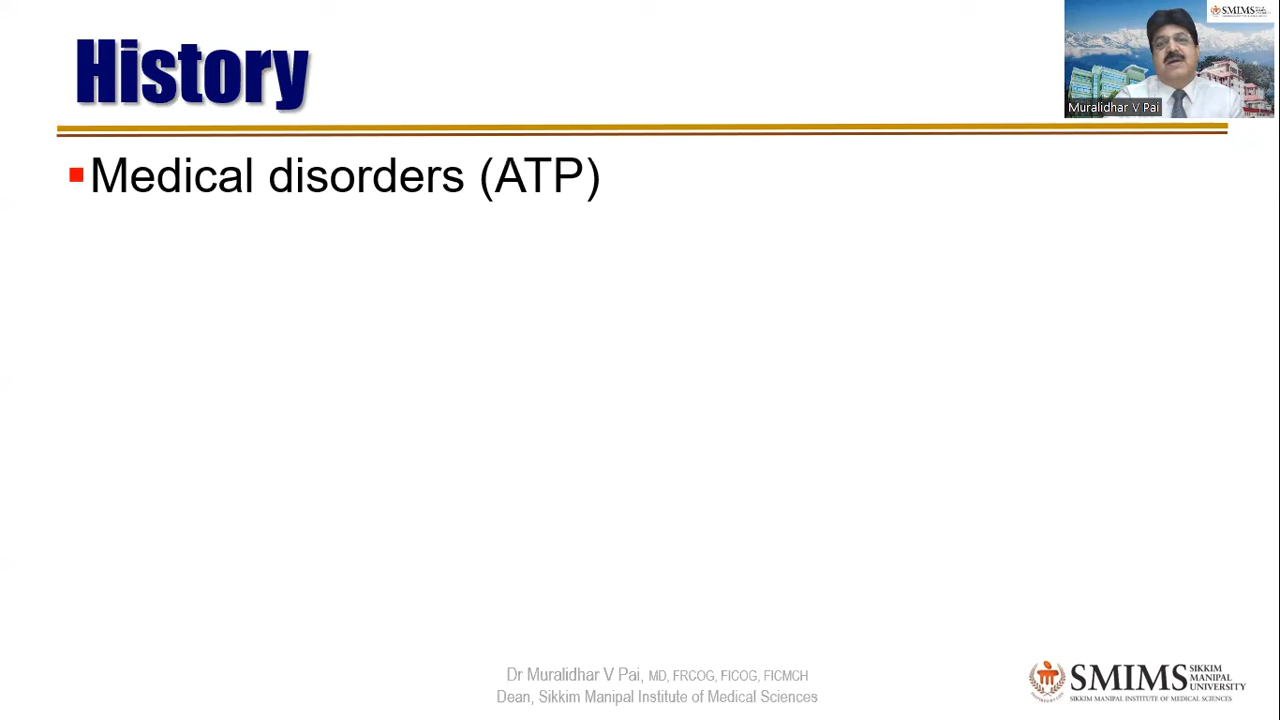 History
SMIMS
Muralidhar V Pai
Medical disorders (ATP)
Dr Muralidhar V Pai, MD, FRCOG, FICOG, FICMCH
Dean, Sikkim Manipal Institute of Medical Sciences
SMIMS
SIKKIM
MANIPAL
UNIVERSITY
SIKKIM MANIPAL INSTITUTE OF MEDICAL SCIENCES